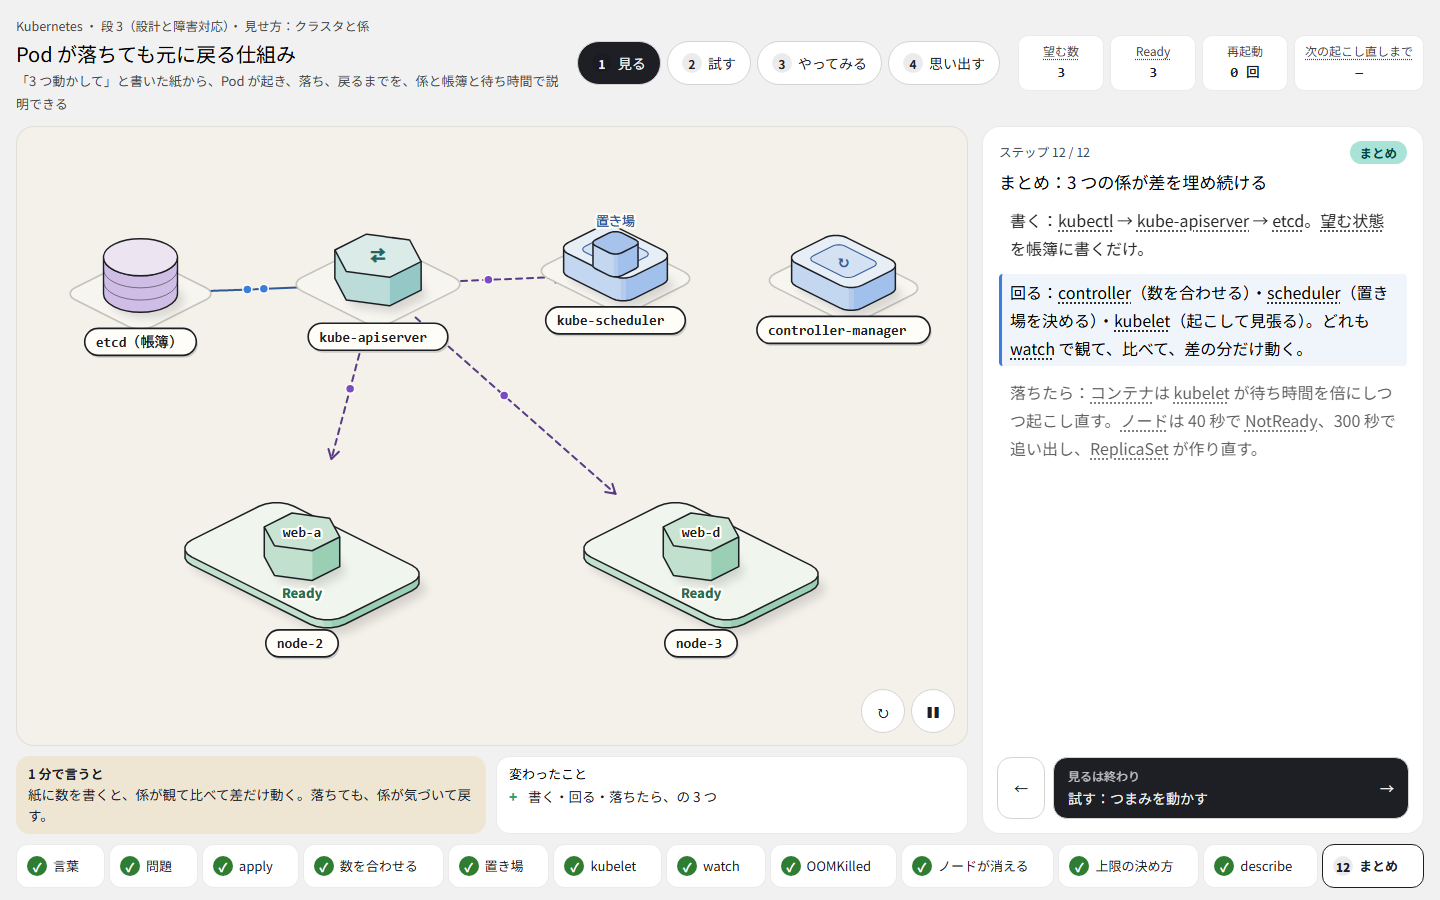 Kubernetes ・ 段 3（設計と障害対応）・ 見せ方：クラスタと係
Pod が落ちても元に戻る仕組み
「3 つ動かして」と書いた紙から、Pod が起き、落ち、戻るまでを、係と帳簿と待ち時間で説
明できる
1 見る
2 試す
3 やってみる
4 思い出す
望む数
3
Ready
3
再起動
0 回
次の起こし直しまで
—
置き場
etcd（帳簿）
kube-apiserver
kube-scheduler
controller-manager
web-a
Ready
node-2
web-d
Ready
node-3
ステップ 12 / 12
まとめ
まとめ：3 つの係が差を埋め続ける
書く：kubectl → kube-apiserver → etcd。望む状態
を帳簿に書くだけ。
回る：controller（数を合わせる）・scheduler（置き
場を決める）・kubelet（起こして見張る）。どれも
watch で観て、比べて、差の分だけ動く。
落ちたら：コンテナは kubelet が待ち時間を倍にしつ
つ起こし直す。ノードは 40 秒で NotReady、300 秒で
追い出し、ReplicaSet が作り直す。
←
見るは終わり
試す：つまみを動かす →
1 分で言うと
紙に数を書くと、係が観て比べて差だけ動く。落ちても、係が気づいて戻
す。
変わったこと
+ 書く・回る・落ちたら、の 3 つ
✓ 言葉
✓ 問題
✓ apply
✓ 数を合わせる
✓ 置き場
✓ kubelet
✓ watch
✓ OOMKilled
✓ ノードが消える
✓ 上限の決め方
✓ describe
12 まとめ